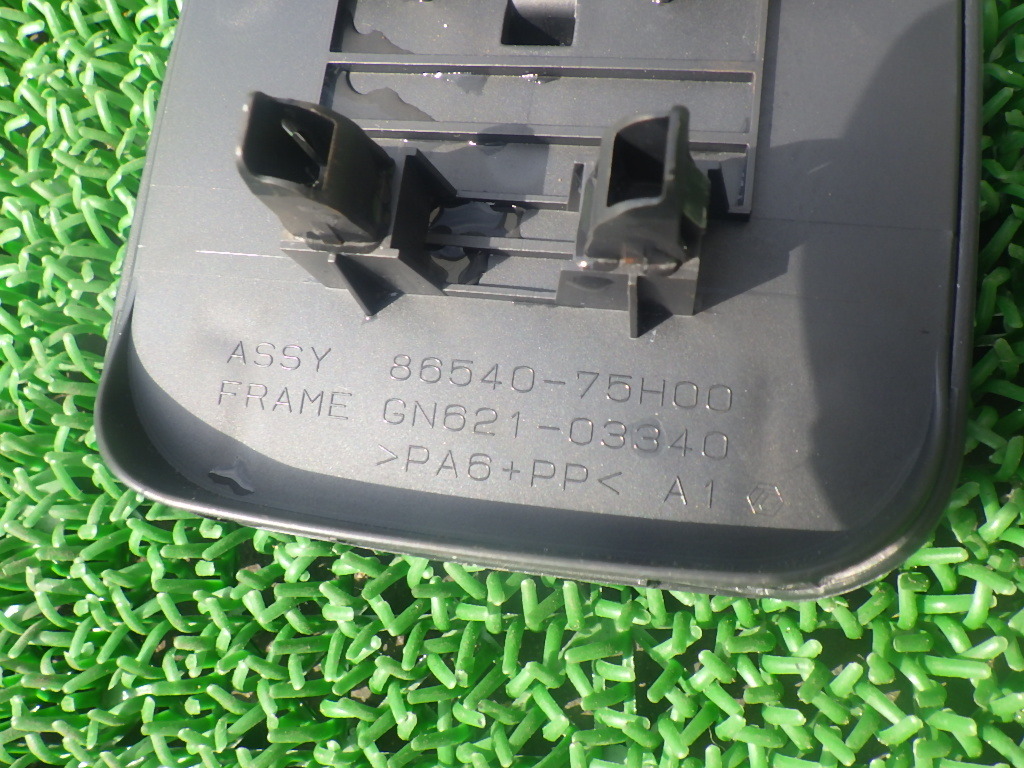 ASSY 86540-75H00
FRAME GN621-03340
>PA6+PP< A1